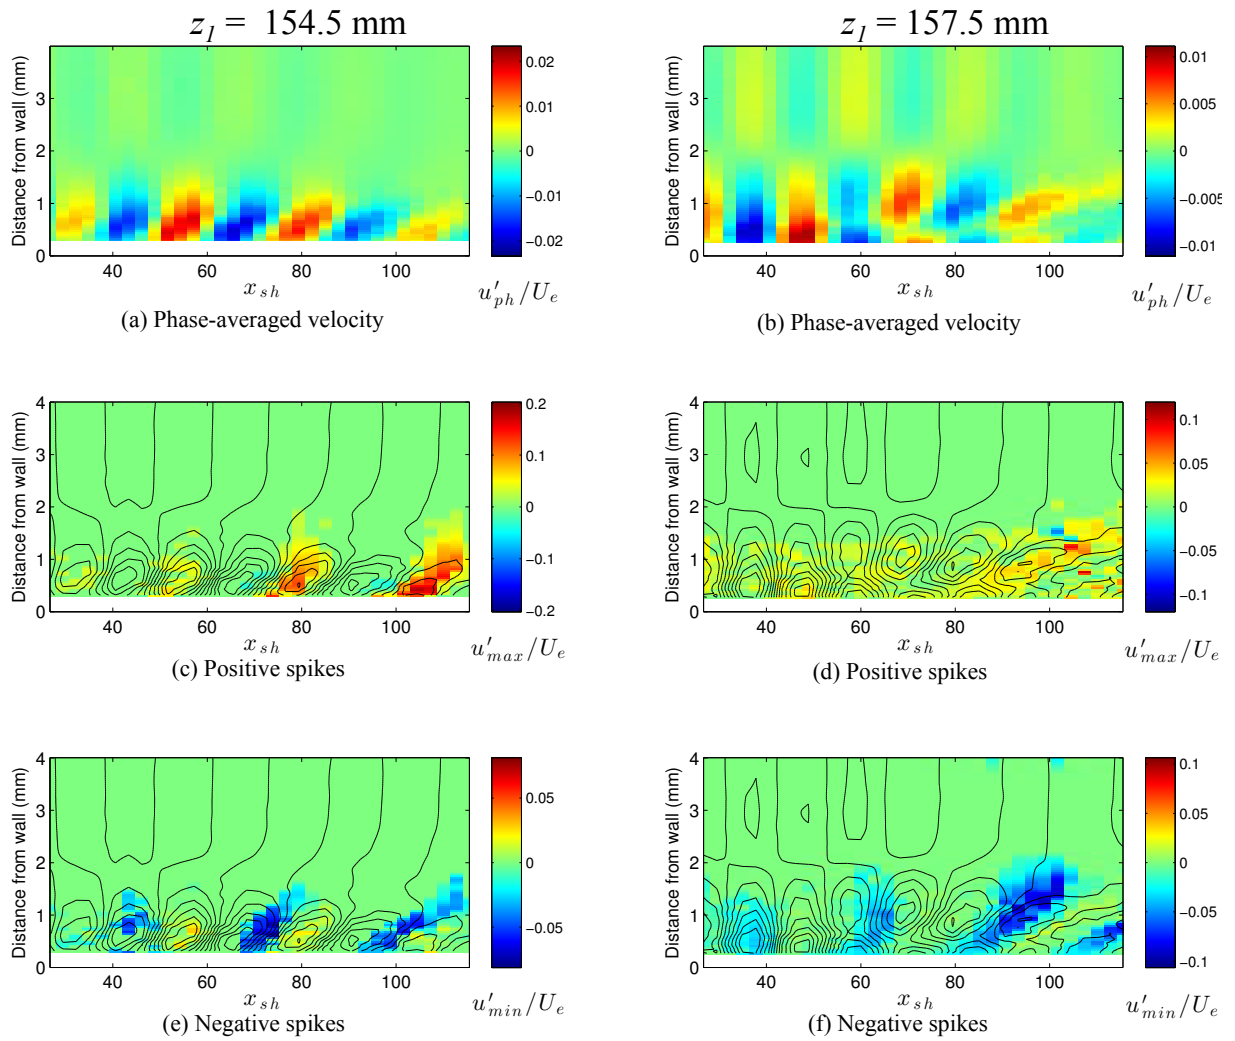 z1 = 154.5 mm
z1 = 157.5 mm
Distance from wall (mm)
3
2
1
0
40 60 80 100
xsh
0.02
0.01
0
−0.01
−0.02
u′ph/Ue
(a) Phase-averaged velocity
Distance from wall (mm)
3
2
1
0
40 60 80 100
xsh
0.01
0.005
0
−0.005
−0.01
u′ph/Ue
(b) Phase-averaged velocity
Distance from wall (mm)
4
3
2
1
0
40 60 80 100
xsh
0.2
0.1
0
−0.1
−0.2
u′max/Ue
(c) Positive spikes
Distance from wall (mm)
4
3
2
1
0
40 60 80 100
xsh
0.1
0.05
0
−0.05
−0.1
u′max/Ue
(d) Positive spikes
Distance from wall (mm)
4
3
2
1
0
40 60 80 100
xsh
0.05
0
−0.05
u′min/Ue
(e) Negative spikes
Distance from wall (mm)
4
3
2
1
0
40 60 80 100
xsh
0.1
0.05
0
−0.05
−0.1
u′min/Ue
(f) Negative spikes